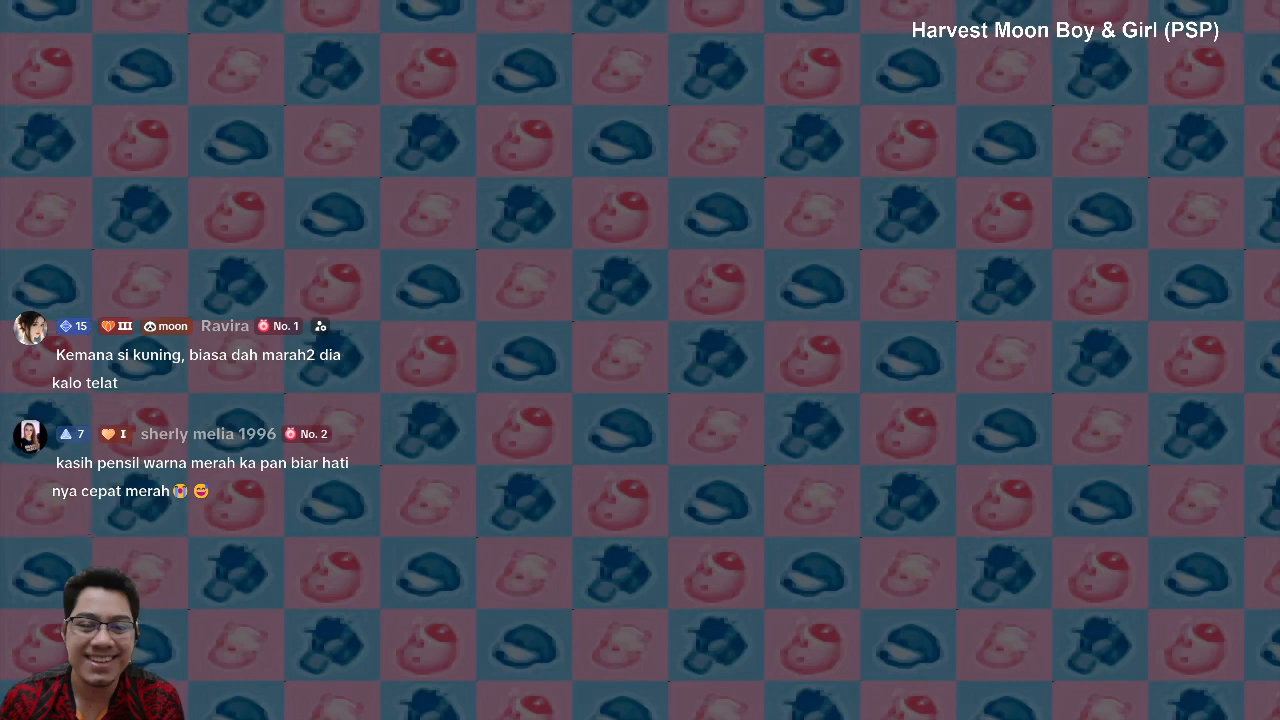 Harvest Moon Boy & Girl (PSP)
15 III moon Ravira No. 1
Kemana si kuning, biasa dah marah2 dia
kalo telat
7 I sherly melia 1996 No. 2
kasih pensil warna merah ka pan biar hati
nya cepat merah😭😅